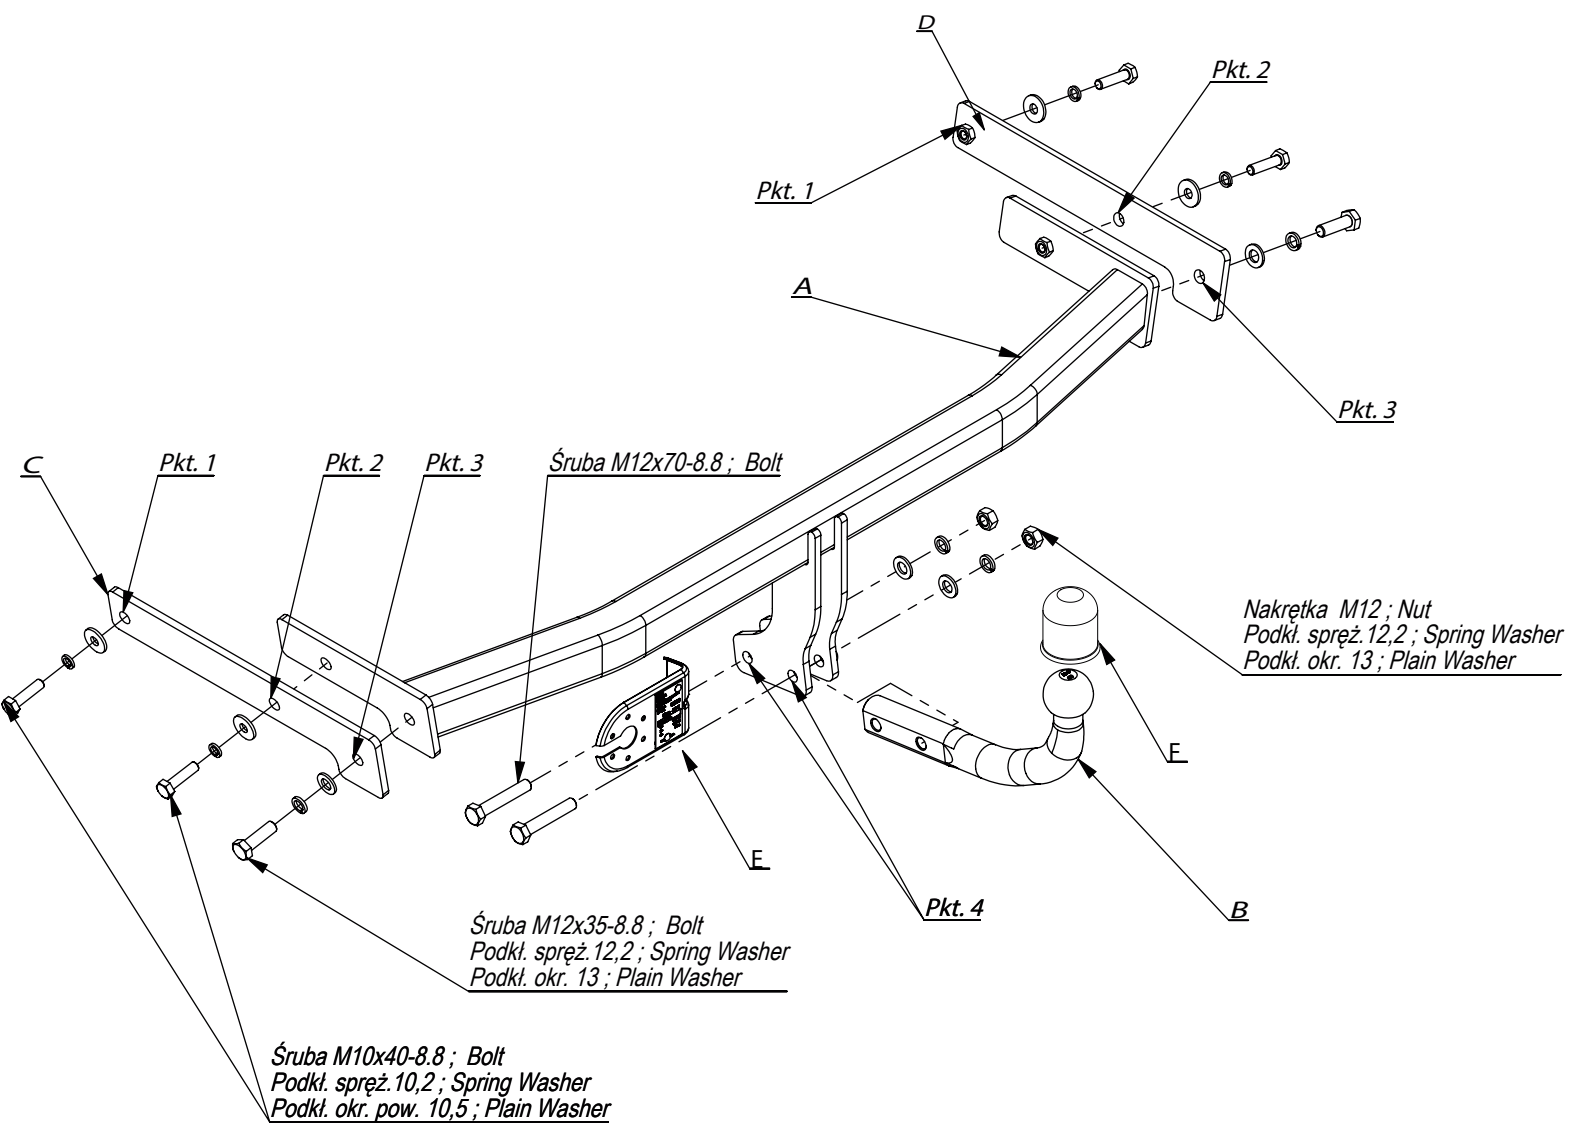 D
Pkt. 2
Pkt. 1
A
Pkt. 3
C
Pkt. 1
Pkt. 2
Pkt. 3
Śruba M12x70-8.8 ; Bolt
Nakrętka M12 ; Nut
Podkł. spręż.12,2 ; Spring Washer
Podkł. okr. 13 ; Plain Washer
F
E
Pkt. 4
B
Śruba M12x35-8.8 ; Bolt
Podkł. spręż.12,2 ; Spring Washer
Podkł. okr. 13 ; Plain Washer
Śruba M10x40-8.8 ; Bolt
Podkł. spręż.10,2 ; Spring Washer
Podkł. okr. pow. 10,5 ; Plain Washer